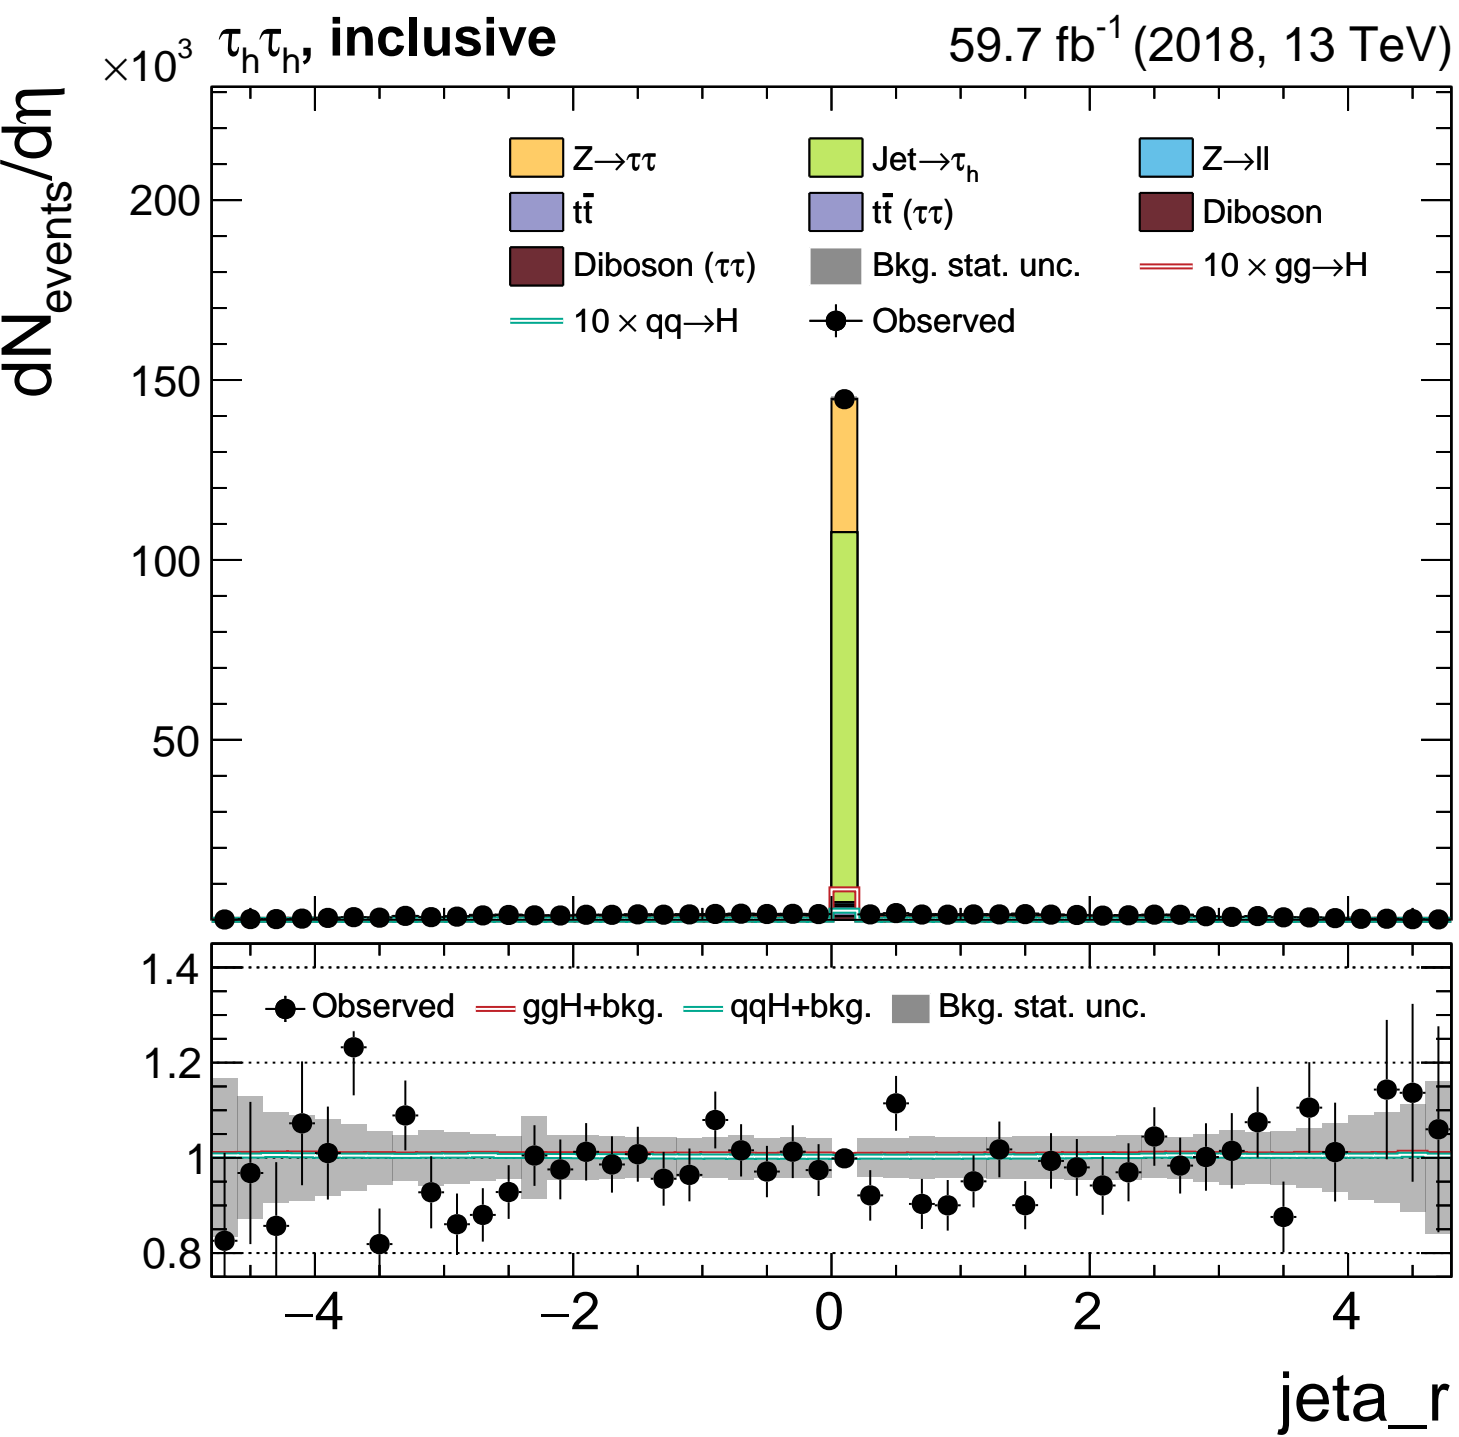 ×10³ τₕτₕ, inclusive 59.7 fb⁻¹ (2018, 13 TeV)
dN_events/dη
Z→ττ Jet→τₕ Z→ll
tt̄ tt̄ (ττ) Diboson
Diboson (ττ) Bkg. stat. unc. 10 × gg→H
10 × qq→H Observed
200
150
100
50
1.4
Observed ggH+bkg. qqH+bkg. Bkg. stat. unc.
1.2
1
0.8
−4 −2 0 2 4
jeta_r